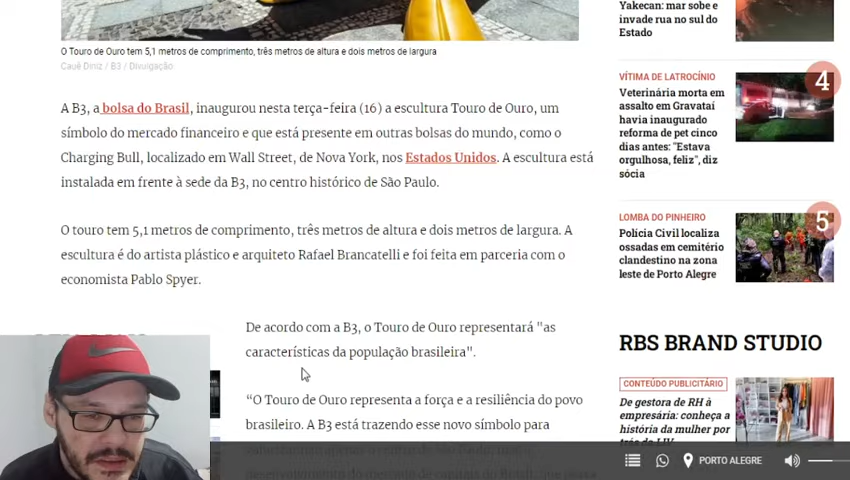 O Touro de Ouro tem 5,1 metros de comprimento, três metros de altura e dois metros de largura
Cauê Diniz / B3 / Divulgação
A B3, a bolsa do Brasil, inaugurou nesta terça-feira (16) a escultura Touro de Ouro, um
símbolo do mercado financeiro e que está presente em outras bolsas do mundo, como o
Charging Bull, localizado em Wall Street, de Nova York, nos Estados Unidos. A escultura está
instalada em frente à sede da B3, no centro histórico de São Paulo.
O touro tem 5,1 metros de comprimento, três metros de altura e dois metros de largura. A
escultura é do artista plástico e arquiteto Rafael Brancatelli e foi feita em parceria com o
economista Pablo Spyer.
De acordo com a B3, o Touro de Ouro representará "as
características da população brasileira".
“O Touro de Ouro representa a força e a resiliência do povo
brasileiro. A B3 está trazendo esse novo símbolo para
Yakecan: mar sobe e
invade rua no sul do
Estado
VÍTIMA DE LATROCÍNIO
4
Veterinária morta em
assalto em Gravataí
havia inaugurado
reforma de pet cinco
dias antes: "Estava
orgulhosa, feliz", diz
sócia
LOMBA DO PINHEIRO
5
Polícia Civil localiza
ossadas em cemitério
clandestino na zona
leste de Porto Alegre
RBS BRAND STUDIO
CONTEÚDO PUBLICITÁRIO
De gestora de RH à
empresária: conheça a
história da mulher por
trás da LIV
PORTO ALEGRE